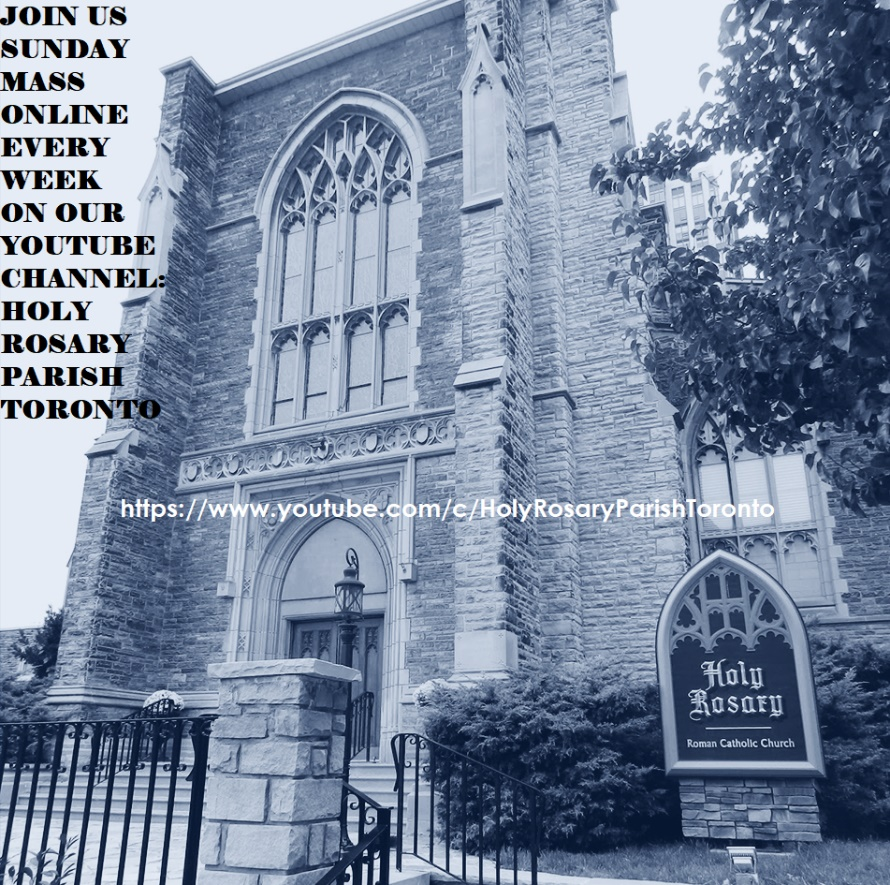 JOIN US
SUNDAY
MASS
ONLINE
EVERY
WEEK
ON OUR
YOUTUBE
CHANNEL:
HOLY
ROSARY
PARISH
TORONTO
https://www.youtube.com/c/HolyRosaryParishToronto
Holy
Rosary
Roman Catholic Church